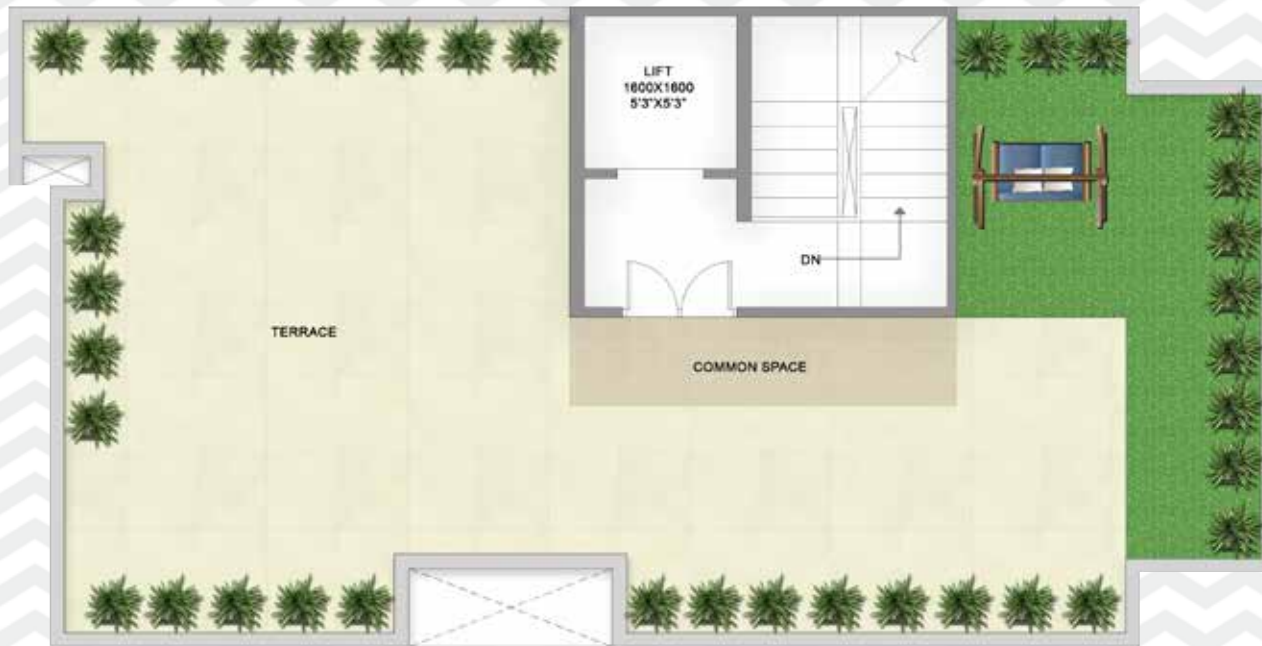 LIFT
1600X1600
5'3"X5'3"
DN
TERRACE
COMMON SPACE